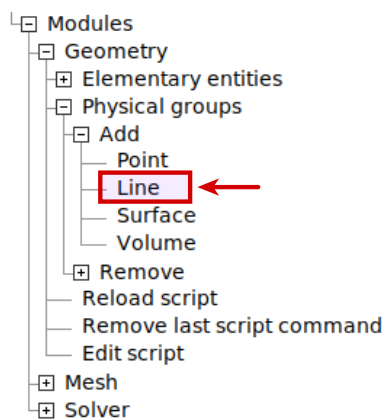 Modules
Geometry
Elementary entities
Physical groups
Add
Point
Line
Surface
Volume
Remove
Reload script
Remove last script command
Edit script
Mesh
Solver